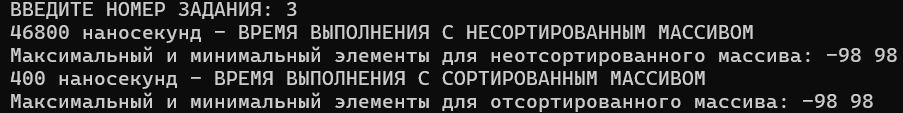 ВВЕДИТЕ НОМЕР ЗАДАНИЯ: 3
46800 наносекунд - ВРЕМЯ ВЫПОЛНЕНИЯ С НЕСОРТИРОВАННЫМ МАССИВОМ
Максимальный и минимальный элементы для неотсортированного массива: -98 98
400 наносекунд - ВРЕМЯ ВЫПОЛНЕНИЯ С СОРТИРОВАННЫМ МАССИВОМ
Максимальный и минимальный элементы для отсортированного массива: -98 98